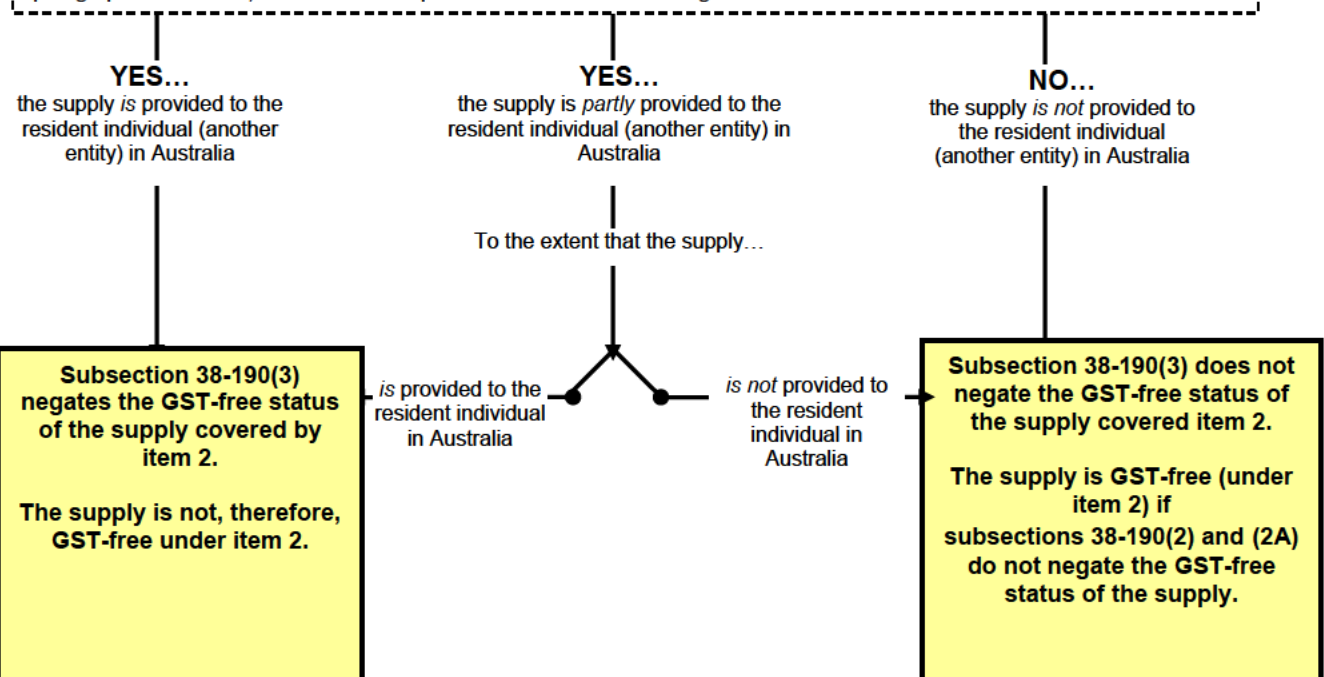 YES…
the supply is provided to the
resident individual (another
entity) in Australia
YES…
the supply is partly provided to the
resident individual (another entity) in
Australia
NO…
the supply is not provided to
the resident individual
(another entity) in Australia
To the extent that the supply…
Subsection 38-190(3)
negates the GST-free status
of the supply covered by
item 2.
The supply is not, therefore,
GST-free under item 2.
is provided to the
resident individual
in Australia
is not provided to
the resident
individual in
Australia
Subsection 38-190(3) does not
negate the GST-free status of
the supply covered item 2.
The supply is GST-free (under
item 2) if
subsections 38-190(2) and (2A)
do not negate the GST-free
status of the supply.